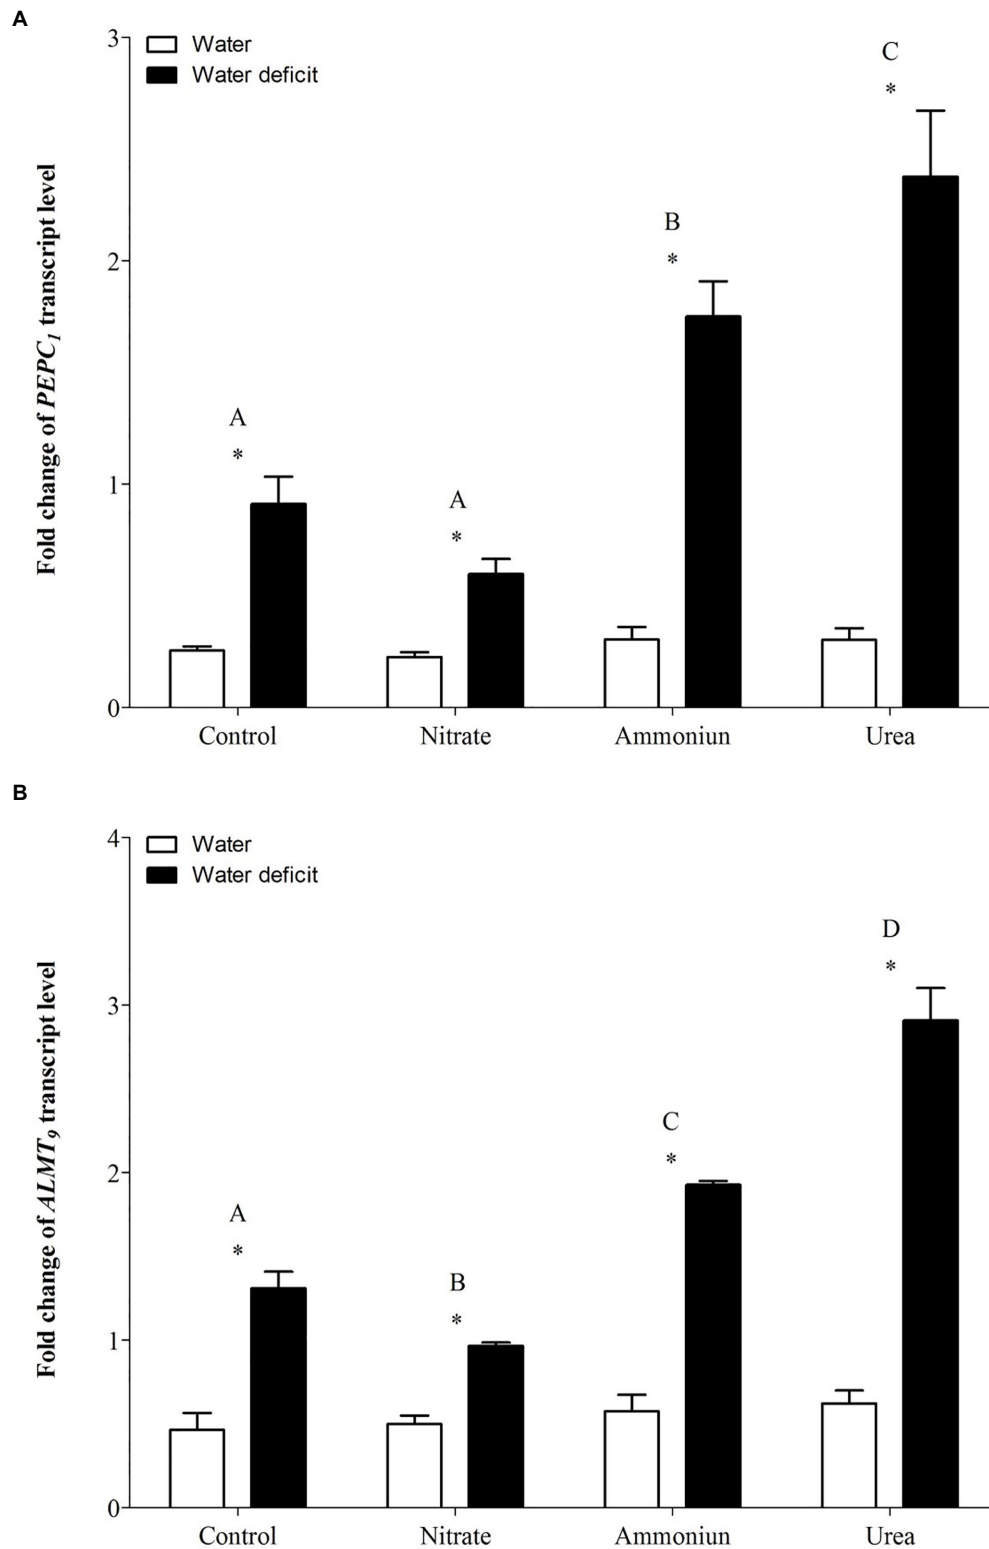 A
3
Water
Water deficit
C
*
B
*
2
A
*
A
*
1
0
Fold change of PEPC1 transcript level
Control Nitrate Ammoniun Urea
B
4
Water
Water deficit
D
*
3
C
*
2
A
*
B
*
1
0
Fold change of ALMT9 transcript level
Control Nitrate Ammoniun Urea